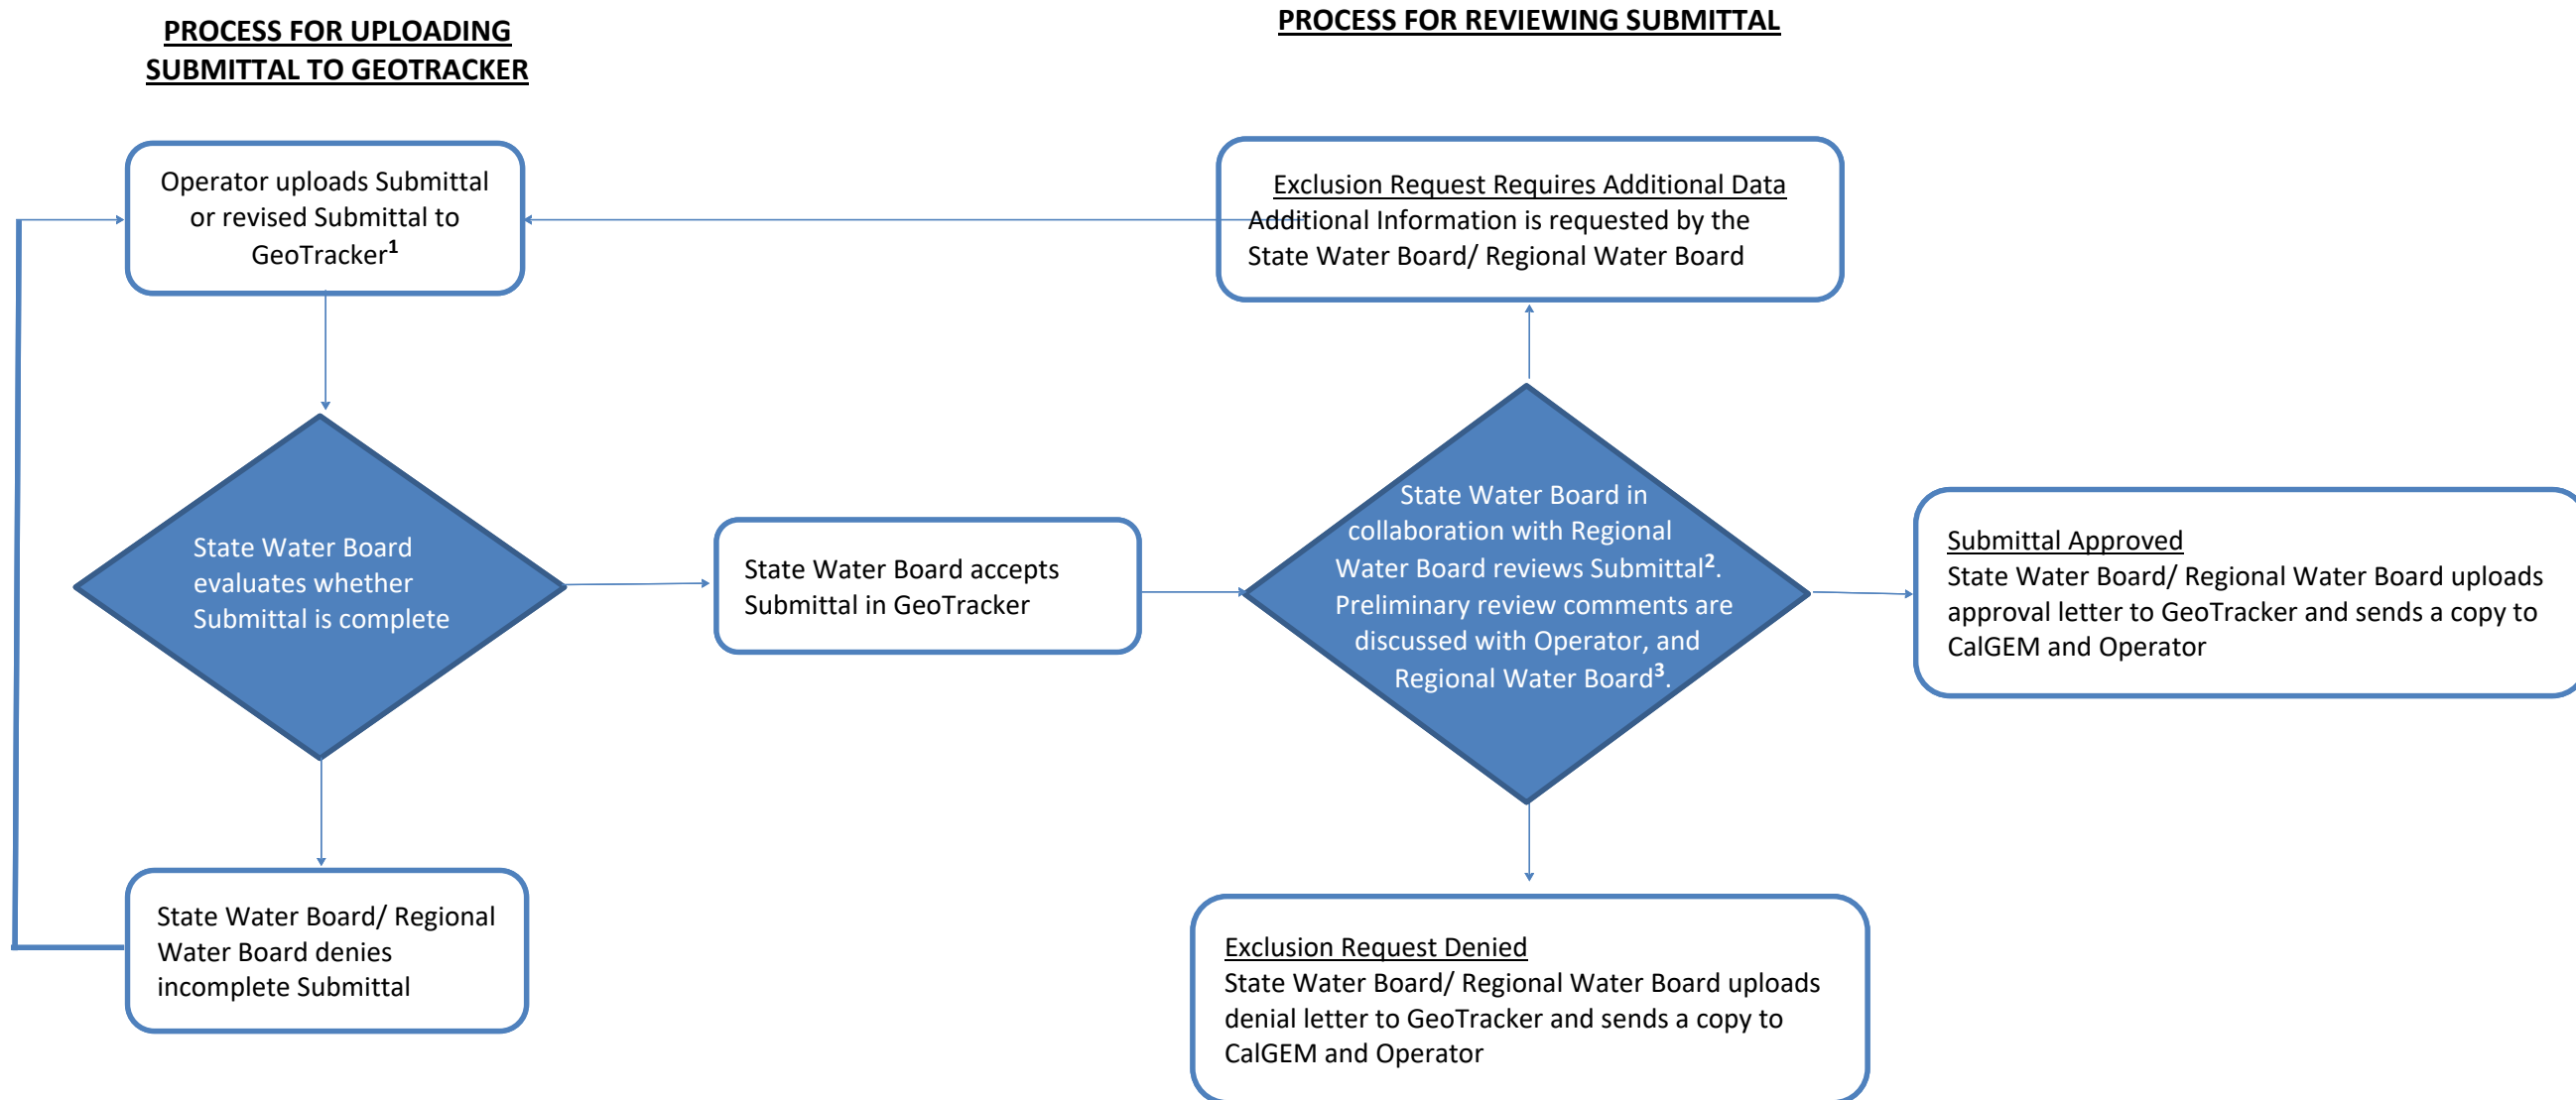 PROCESS FOR UPLOADING
SUBMITTAL TO GEOTRACKER
PROCESS FOR REVIEWING SUBMITTAL
Operator uploads Submittal
or revised Submittal to
GeoTracker¹
Exclusion Request Requires Additional Data
Additional Information is requested by the
State Water Board/ Regional Water Board
State Water Board
evaluates whether
Submittal is complete
State Water Board accepts
Submittal in GeoTracker
State Water Board in
collaboration with Regional
Water Board reviews Submittal².
Preliminary review comments are
discussed with Operator, and
Regional Water Board³.
Submittal Approved
State Water Board/ Regional Water Board uploads
approval letter to GeoTracker and sends a copy to
CalGEM and Operator
State Water Board/ Regional
Water Board denies
incomplete Submittal
Exclusion Request Denied
State Water Board/ Regional Water Board uploads
denial letter to GeoTracker and sends a copy to
CalGEM and Operator